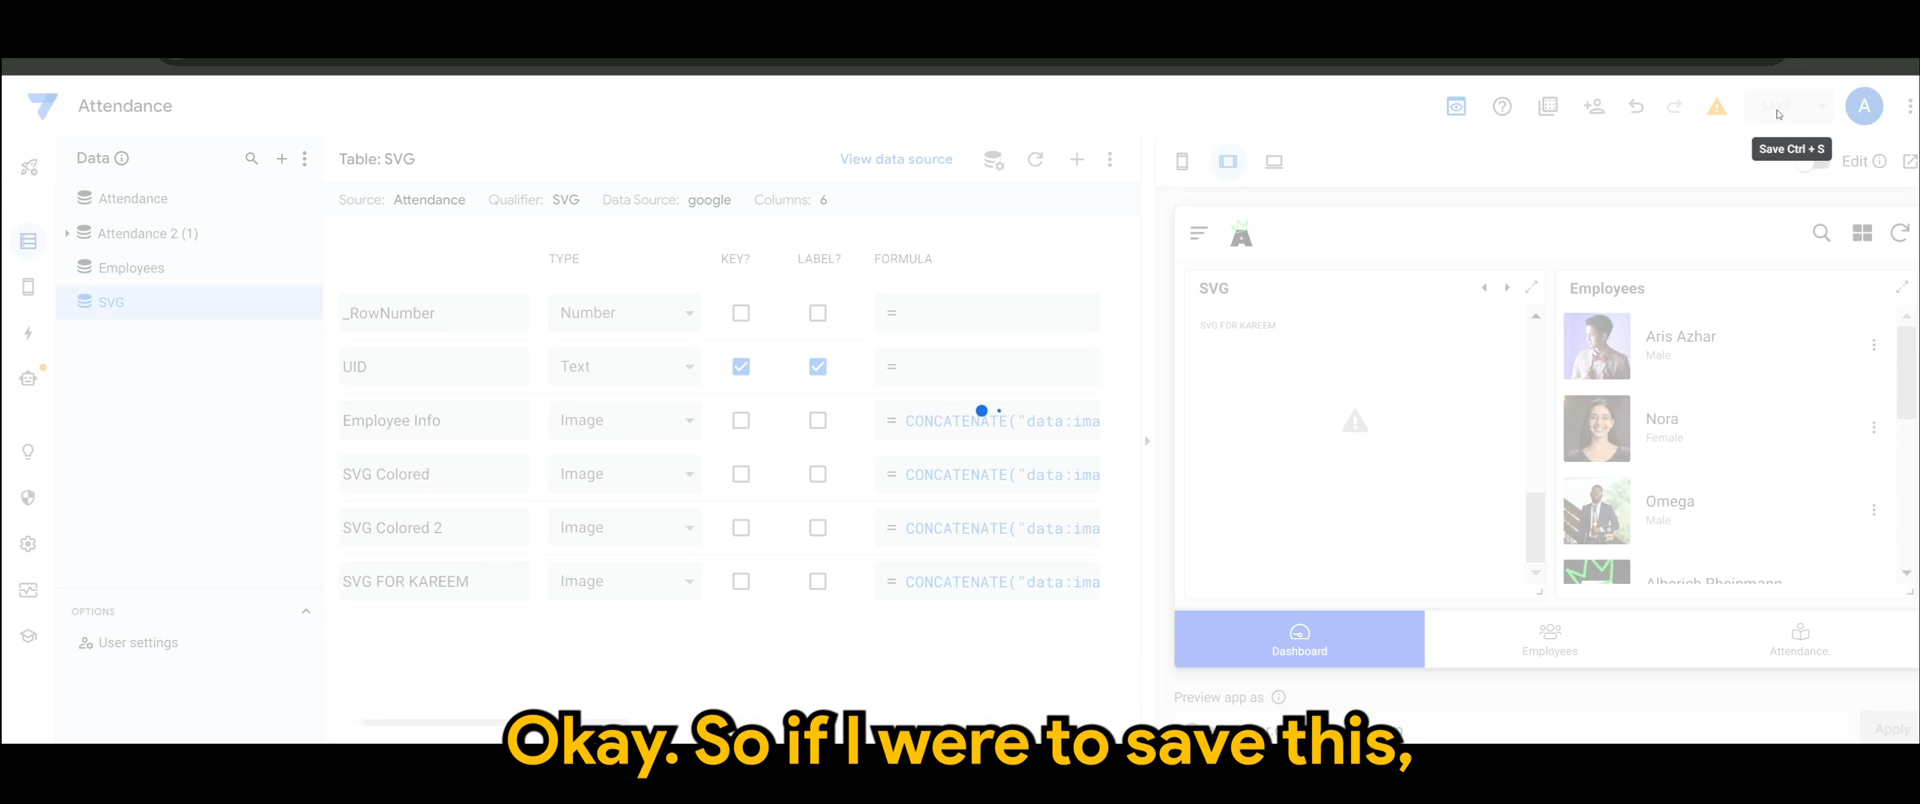 Attendance
SAVE
A
Save Ctrl + S
Data
Attendance
Attendance 2 (1)
Employees
SVG
OPTIONS
User settings
Table: SVG
View data source
Source: Attendance Qualifier: SVG Data Source: google Columns: 6
TYPE KEY? LABEL? FORMULA
_RowNumber Number =
UID Text =
Employee Info Image = CONCATENATE("data:ima
SVG Colored Image = CONCATENATE("data:ima
SVG Colored 2 Image = CONCATENATE("data:ima
SVG FOR KAREEM Image = CONCATENATE("data:ima
Edit
A
SVG
SVG FOR KAREEM
Employees
Aris Azhar
Male
Nora
Female
Omega
Male
Alberich Rheinmann
Dashboard
Employees
Attendance.
Preview app as
Apply
Okay. So if I were to save this,